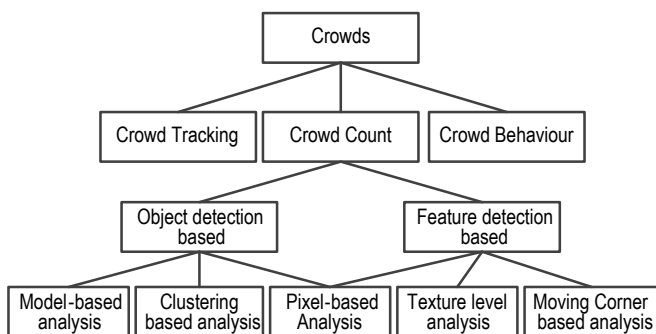 Crowds
Crowd Tracking
Crowd Count
Crowd Behaviour
Object detection
based
Feature detection
based
Model-based
analysis
Clustering
based analysis
Pixel-based
Analysis
Texture level
analysis
Moving Corner
based analysis